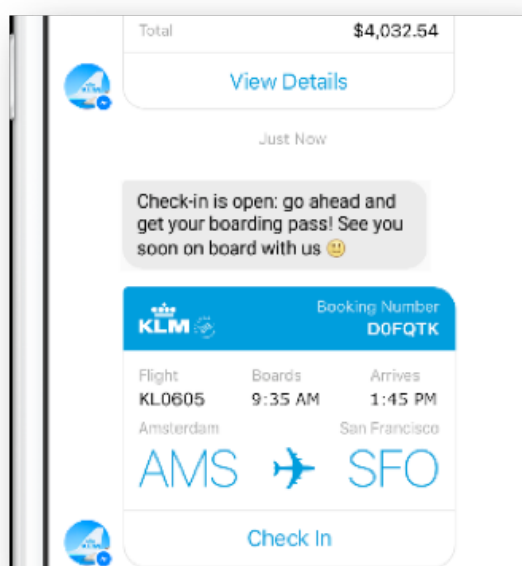 Total $4,032.54
View Details
Just Now
Check-in is open: go ahead and
get your boarding pass! See you
soon on board with us
Booking Number
KLM D0FQTK
Flight Boards Arrives
KL0605 9:35 AM 1:45 PM
Amsterdam San Francisco
AMS SFO
Check In